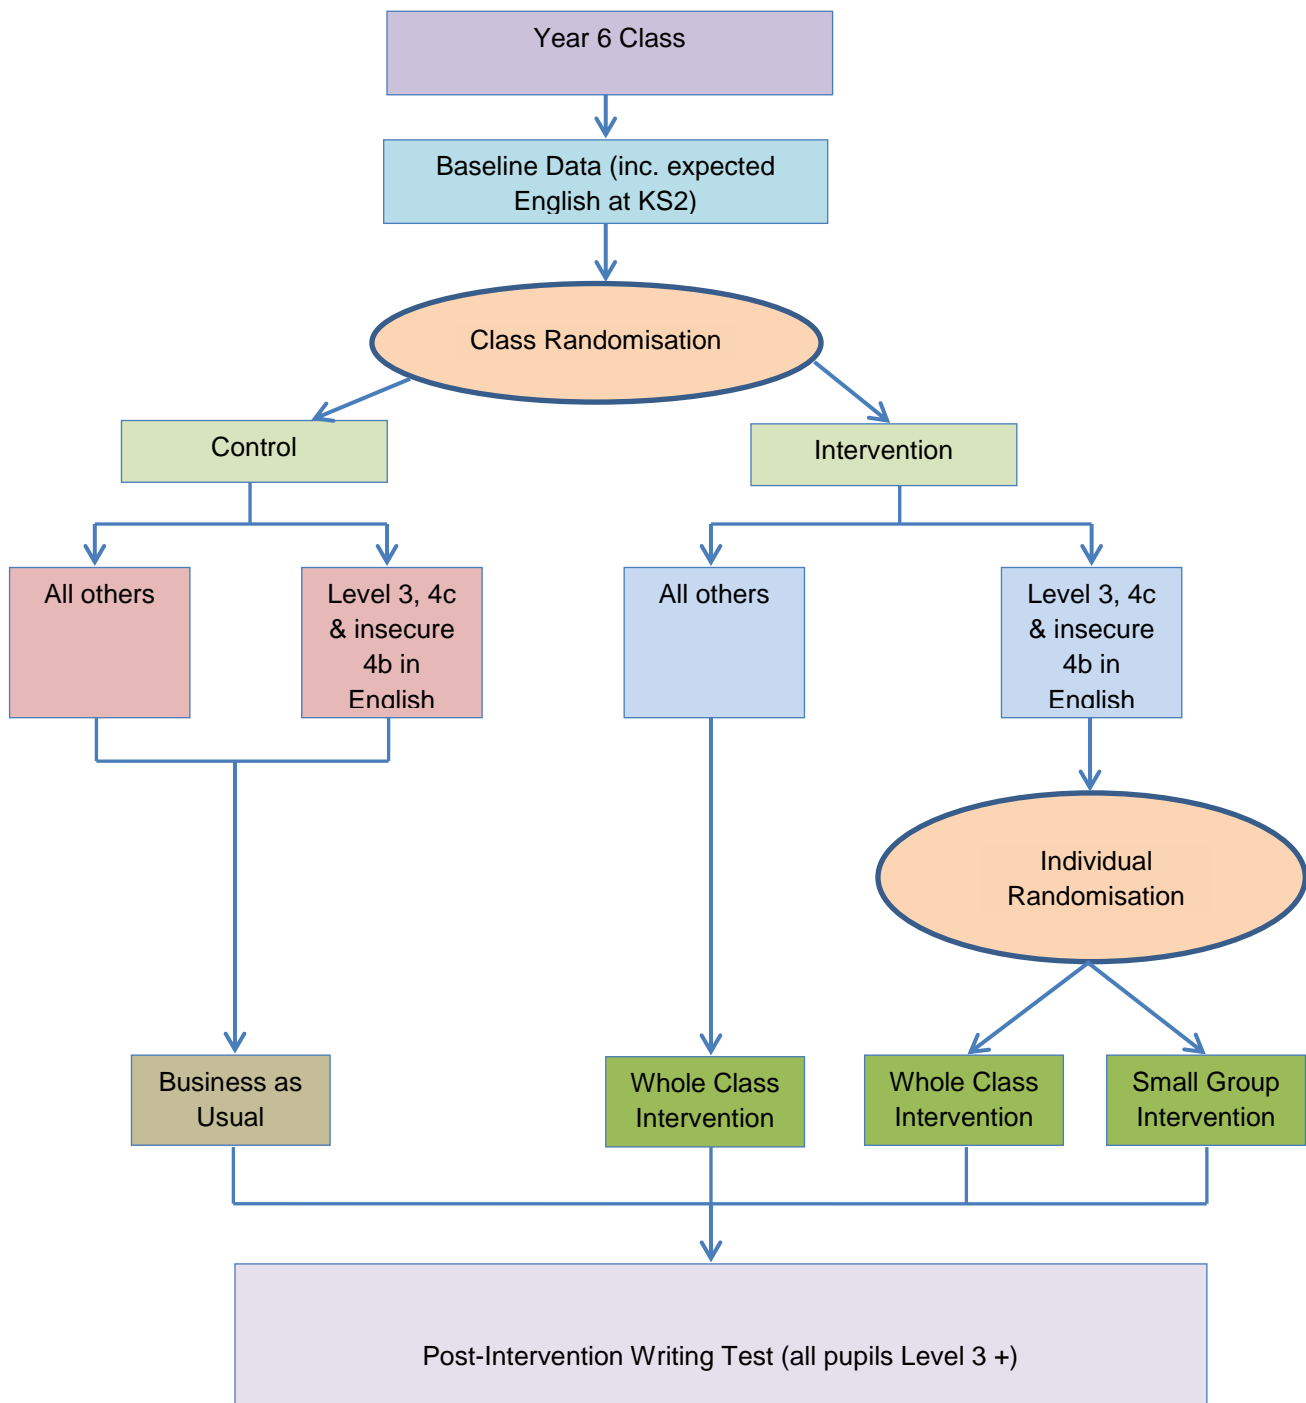 Year 6 Class
Baseline Data (inc. expected
English at KS2)
Class Randomisation
Control
Intervention
All others
Level 3, 4c
& insecure
4b in
English
All others
Level 3, 4c
& insecure
4b in
English
Individual
Randomisation
Business as
Usual
Whole Class
Intervention
Whole Class
Intervention
Small Group
Intervention
Post-Intervention Writing Test (all pupils Level 3 +)